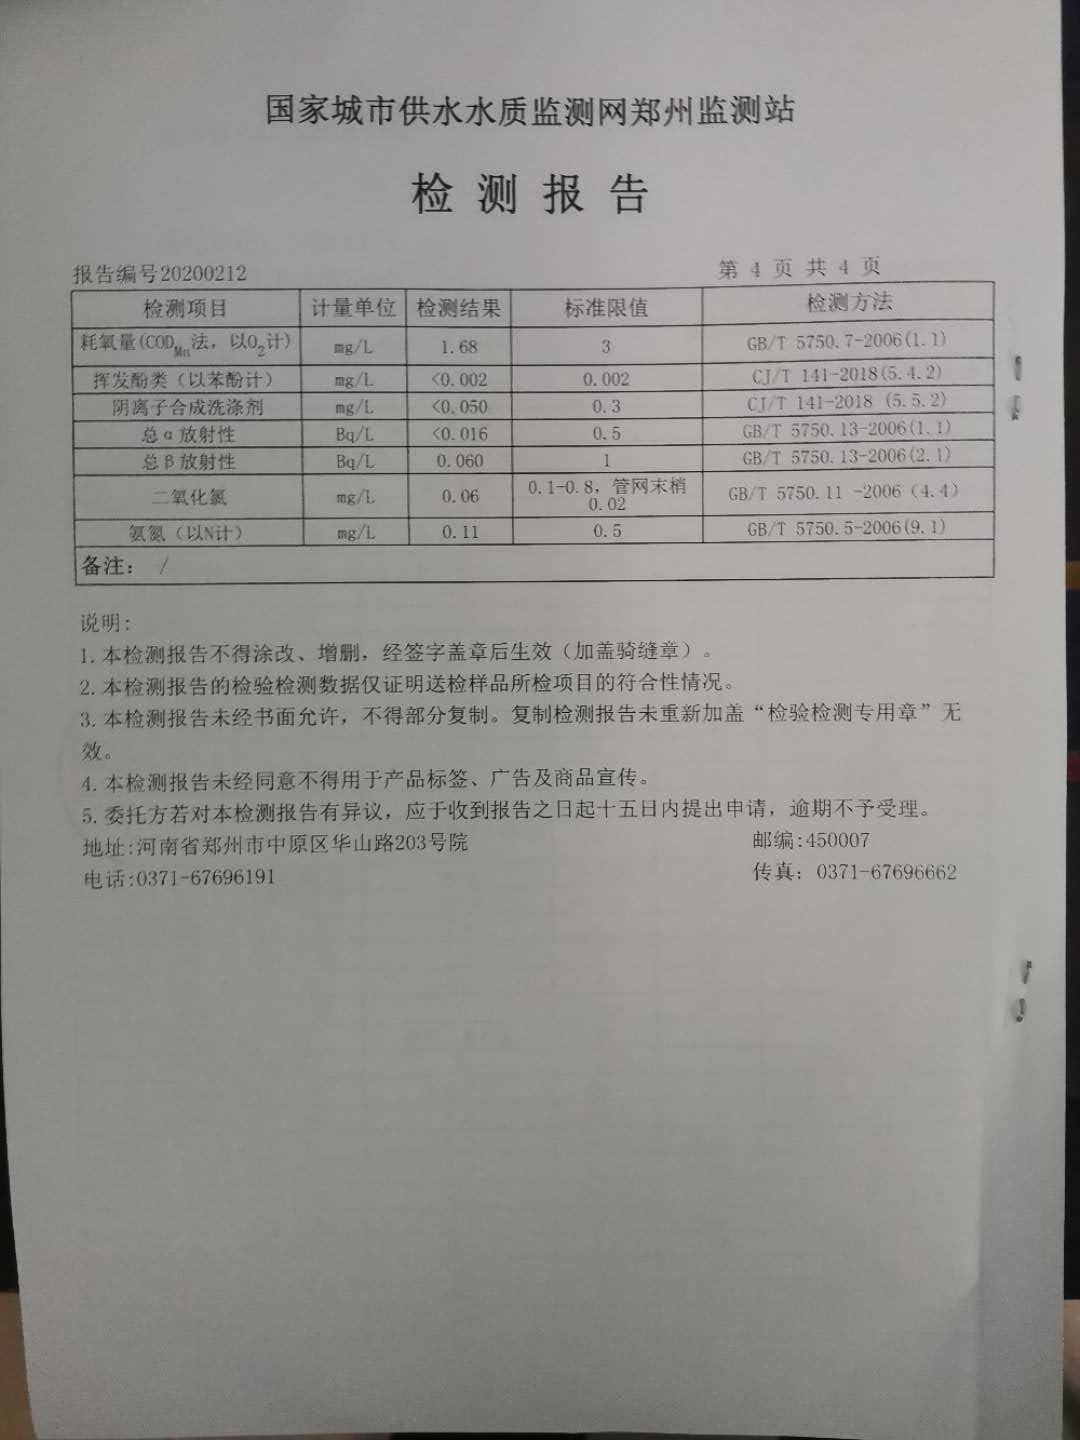 国家城市供水水质监测网郑州监测站
检测报告
报告编号20200212 第 4 页 共 4 页
检测项目 计量单位 检测结果 标准限值 检测方法
耗氧量(CODMn法，以O2计) mg/L 1.68 3 GB/T 5750.7-2006(1.1)
挥发酚类（以苯酚计） mg/L <0.002 0.002 CJ/T 141-2018(5.4.2)
阴离子合成洗涤剂 mg/L <0.050 0.3 CJ/T 141-2018 (5.5.2)
总α放射性 Bq/L <0.016 0.5 GB/T 5750.13-2006(1.1)
总β放射性 Bq/L 0.060 1 GB/T 5750.13-2006(2.1)
二氧化氯 mg/L 0.06 0.1-0.8，管网末梢 0.02 GB/T 5750.11 -2006（4.4）
氨氮（以N计） mg/L 0.11 0.5 GB/T 5750.5-2006(9.1)
备注： /
说明:
1.本检测报告不得涂改、增删，经签字盖章后生效（加盖骑缝章）。
2.本检测报告的检验检测数据仅证明送检样品所检项目的符合性情况。
3.本检测报告未经书面允许，不得部分复制。复制检测报告未重新加盖“检验检测专用章”无
效。
4.本检测报告未经同意不得用于产品标签、广告及商品宣传。
5.委托方若对本检测报告有异议，应于收到报告之日起十五日内提出申请，逾期不予受理。
地址:河南省郑州市中原区华山路203号院 邮编:450007
电话:0371-67696191 传真：0371-67696662